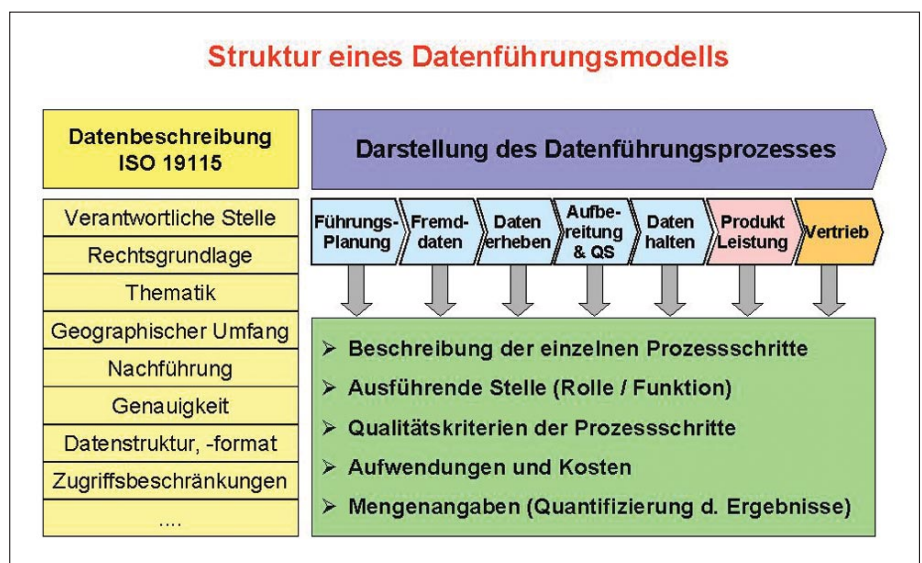 Struktur eines Datenführungsmodells
Datenbeschreibung
ISO 19115
Verantwortliche Stelle
Rechtsgrundlage
Thematik
Geographischer Umfang
Nachführung
Genauigkeit
Datenstruktur, -format
Zugriffsbeschränkungen
....
Darstellung des Datenführungsprozesses
Führungs-
Planung
Fremd-
daten
Daten
erheben
Aufbe-
reitung
& QS
Daten
halten
Produkt
Leistung
Vertrieb
➢ Beschreibung der einzelnen Prozessschritte
➢ Ausführende Stelle (Rolle / Funktion)
➢ Qualitätskriterien der Prozessschritte
➢ Aufwendungen und Kosten
➢ Mengenangaben (Quantifizierung d. Ergebnisse)